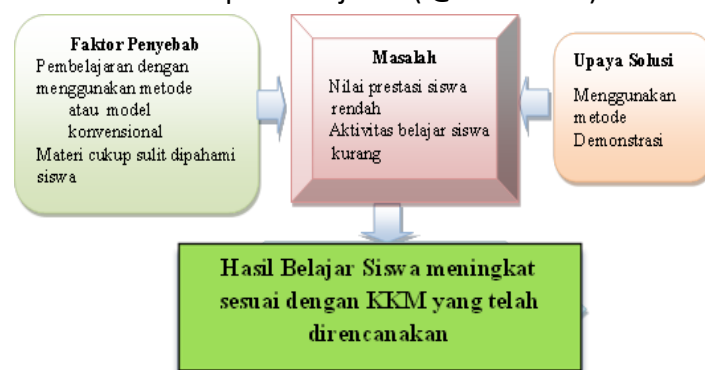 Faktor Penyebab
Pembelajaran dengan
menggunakan metode
atau model
konvensional
Materi cukup sulit dipahami
siswa
Masalah
Nilai prestasi siswa
rendah
Aktivitas belajar siswa
kurang
Upaya Solusi
Menggunakan
metode
Demonstrasi
Hasil Belajar Siswa meningkat
sesuai dengan KKM yang telah
direncanakan